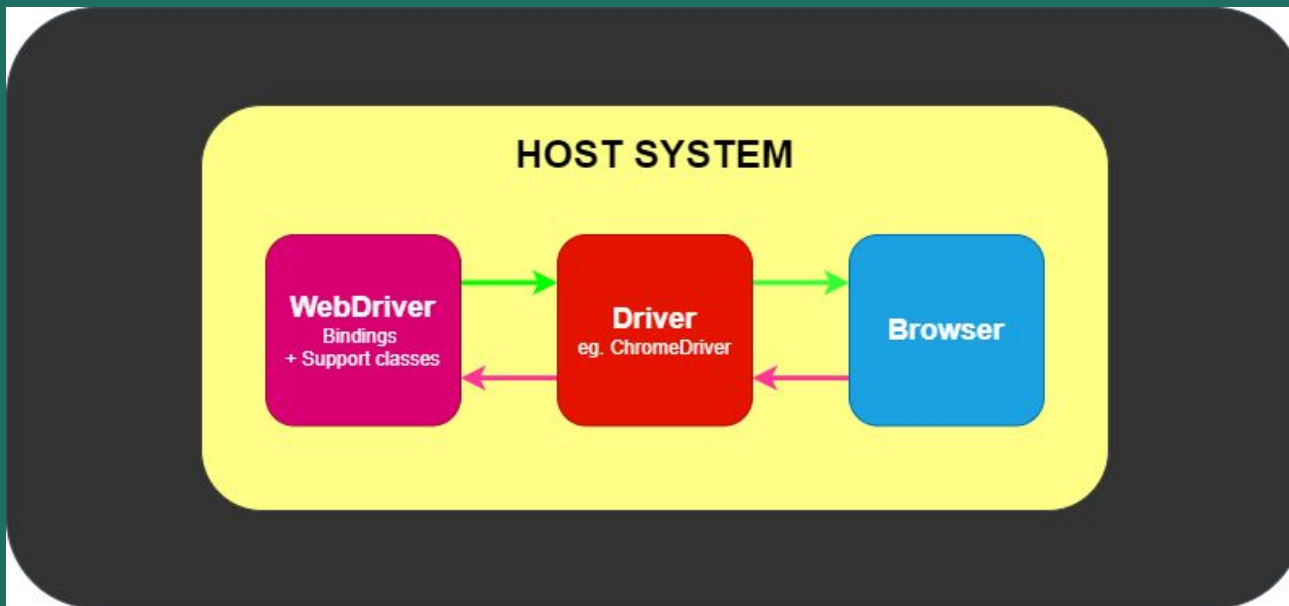 HOST SYSTEM
WebDriver
Bindings
+ Support classes
Driver
eg. ChromeDriver
Browser